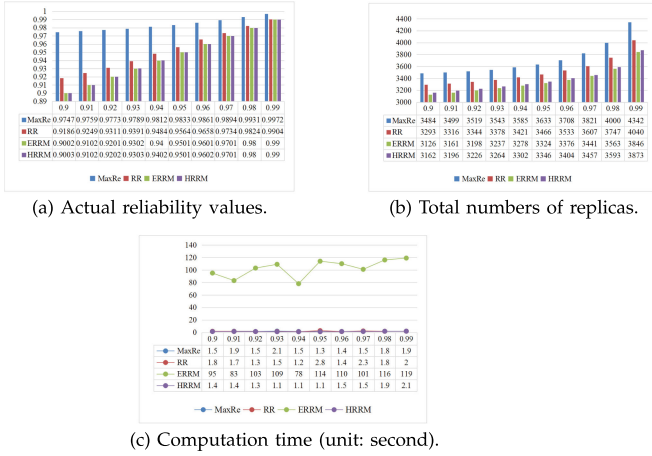 1
0.99
0.98
0.97
0.96
0.95
0.94
0.93
0.92
0.91
0.9
0.89
0.9 0.91 0.92 0.93 0.94 0.95 0.96 0.97 0.98 0.99
MaxRe 0.9747 0.9759 0.9773 0.9789 0.9812 0.9833 0.9861 0.9894 0.9931 0.9972
RR 0.9186 0.9249 0.9311 0.9391 0.9484 0.9564 0.9658 0.9734 0.9824 0.9904
ERRM 0.9002 0.9102 0.9201 0.9302 0.94 0.9501 0.9601 0.9701 0.98 0.99
HRRM 0.9003 0.9102 0.9202 0.9303 0.9402 0.9501 0.9602 0.9701 0.98 0.99
MaxRe RR ERRM HRRM
(a) Actual reliability values.
4400
4200
4000
3800
3600
3400
3200
3000
0.9 0.91 0.92 0.93 0.94 0.95 0.96 0.97 0.98 0.99
MaxRe 3484 3499 3519 3543 3585 3633 3708 3821 4000 4342
RR 3293 3316 3344 3378 3421 3466 3533 3607 3747 4040
ERRM 3126 3161 3198 3237 3278 3324 3376 3441 3563 3846
HRRM 3162 3196 3226 3264 3302 3346 3404 3457 3593 3873
MaxRe RR ERRM HRRM
(b) Total numbers of replicas.
140
120
100
80
60
40
20
0
0.9 0.91 0.92 0.93 0.94 0.95 0.96 0.97 0.98 0.99
MaxRe 1.5 1.9 1.5 2.1 1.5 1.3 1.4 1.5 1.8 1.9
RR 1.8 1.7 1.3 1.5 1.2 2.8 1.4 2.3 1.8 2
ERRM 95 83 103 109 78 114 110 101 116 119
HRRM 1.4 1.4 1.3 1.1 1.1 1.1 1.5 1.5 1.9 2.1
MaxRe RR ERRM HRRM
(c) Computation time (unit: second).